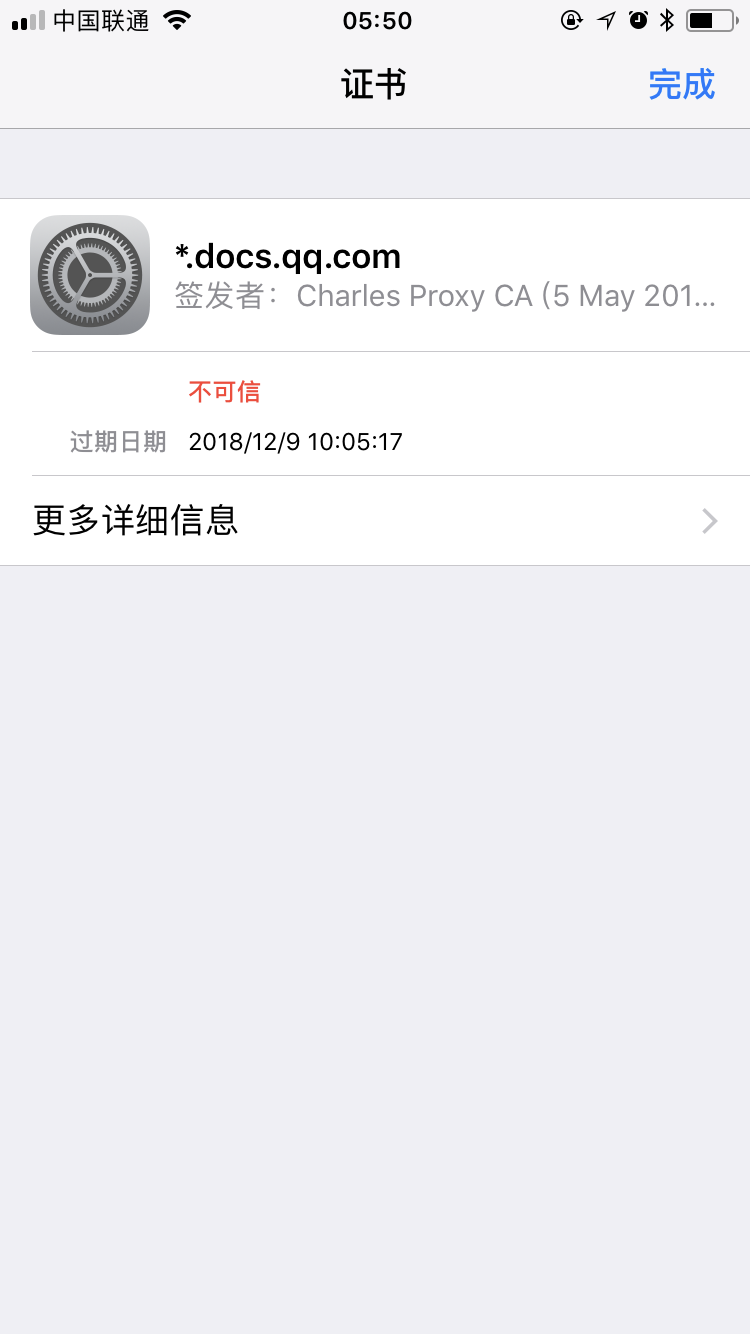 中国联通 05:50
证书 完成
*.docs.qq.com
签发者：Charles Proxy CA (5 May 201...
不可信
过期日期 2018/12/9 10:05:17
更多详细信息